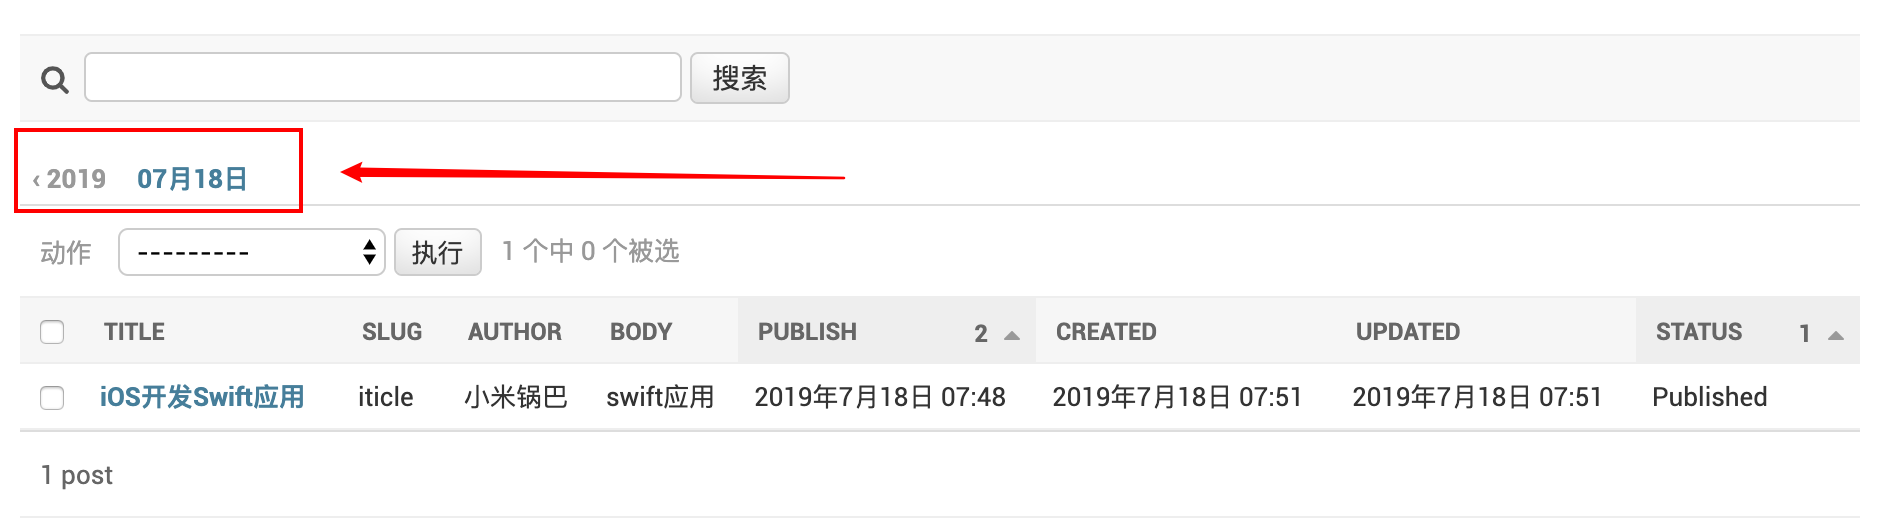 搜索
‹ 2019 07月18日
动作 --------- 执行 1 个中 0 个被选
TITLE SLUG AUTHOR BODY PUBLISH 2 CREATED UPDATED STATUS 1
iOS开发Swift应用 iticle 小米锅巴 swift应用 2019年7月18日 07:48 2019年7月18日 07:51 2019年7月18日 07:51 Published
1 post